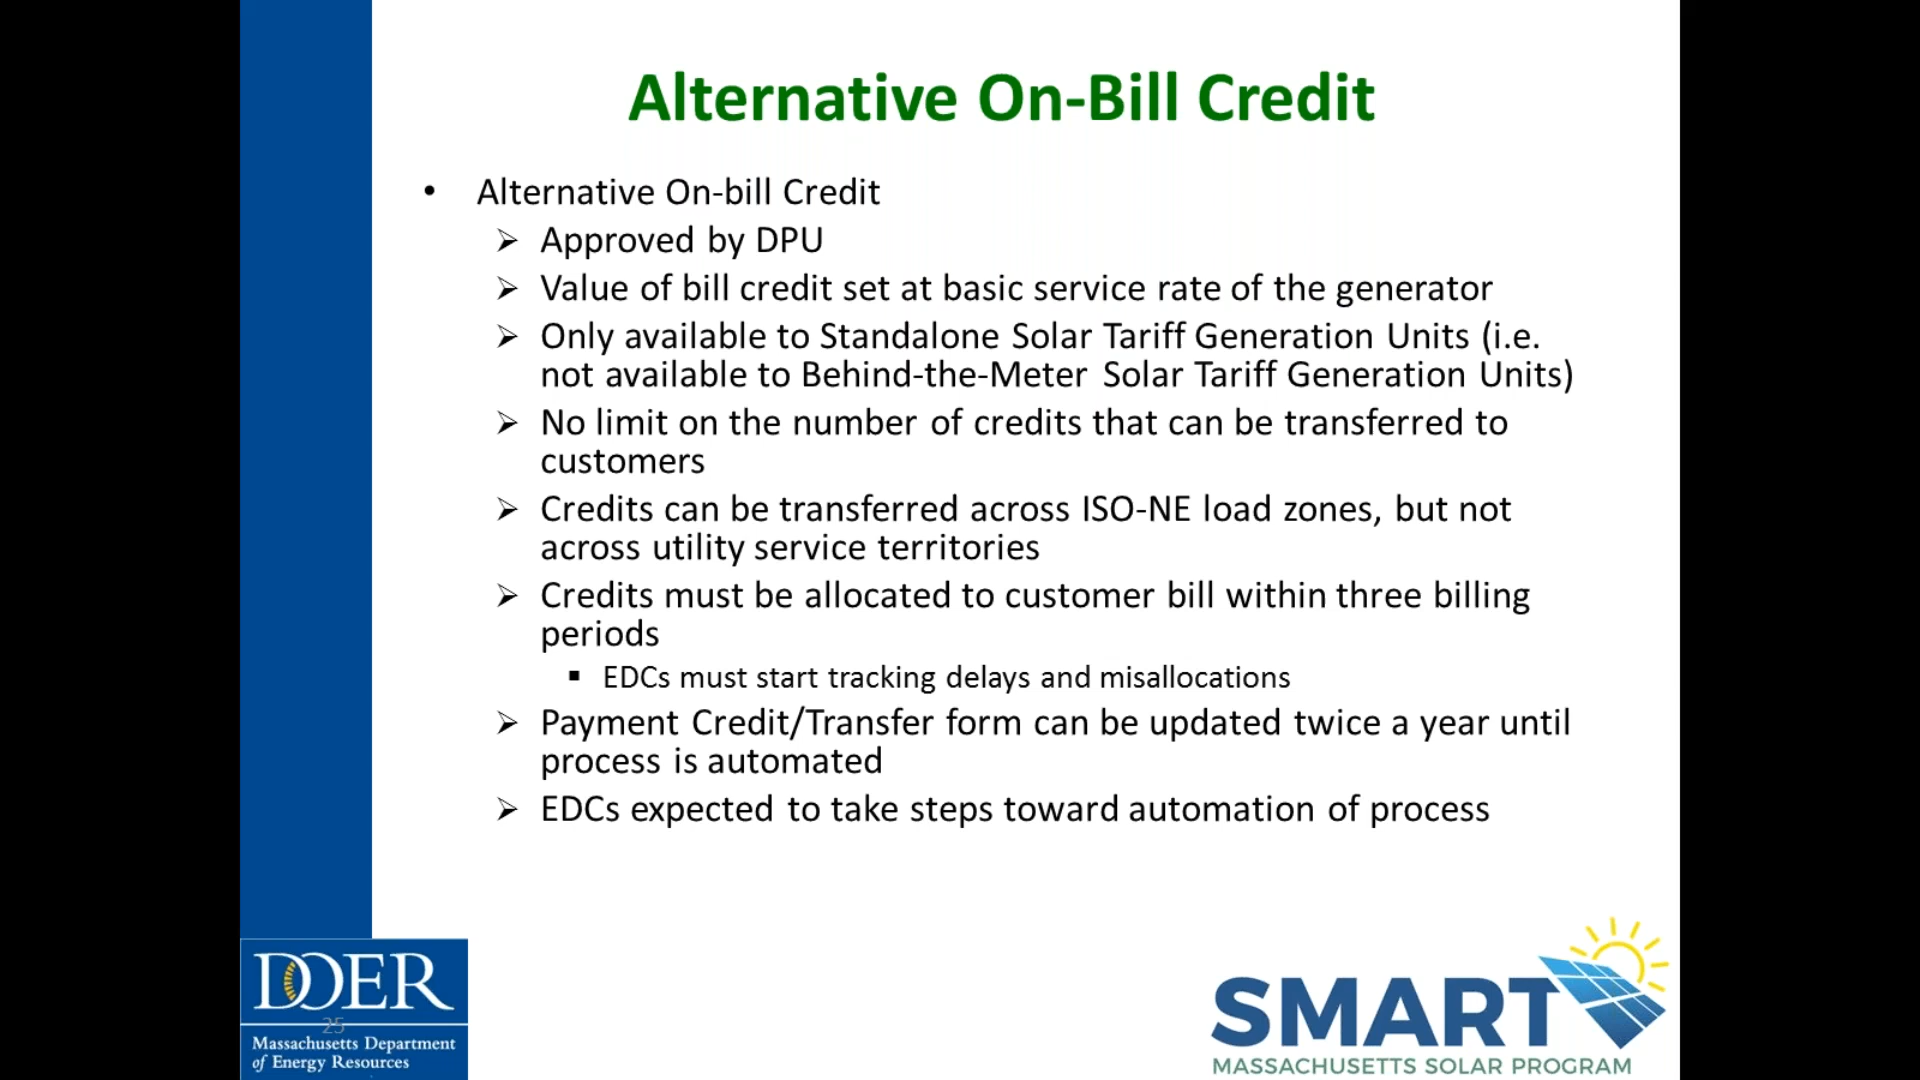 Alternative On-Bill Credit
• Alternative On-bill Credit
➢ Approved by DPU
➢ Value of bill credit set at basic service rate of the generator
➢ Only available to Standalone Solar Tariff Generation Units (i.e.
not available to Behind-the-Meter Solar Tariff Generation Units)
➢ No limit on the number of credits that can be transferred to
customers
➢ Credits can be transferred across ISO-NE load zones, but not
across utility service territories
➢ Credits must be allocated to customer bill within three billing
periods
▪ EDCs must start tracking delays and misallocations
➢ Payment Credit/Transfer form can be updated twice a year until
process is automated
➢ EDCs expected to take steps toward automation of process
DOER
25
Massachusetts Department
of Energy Resources
SMART
MASSACHUSETTS SOLAR PROGRAM